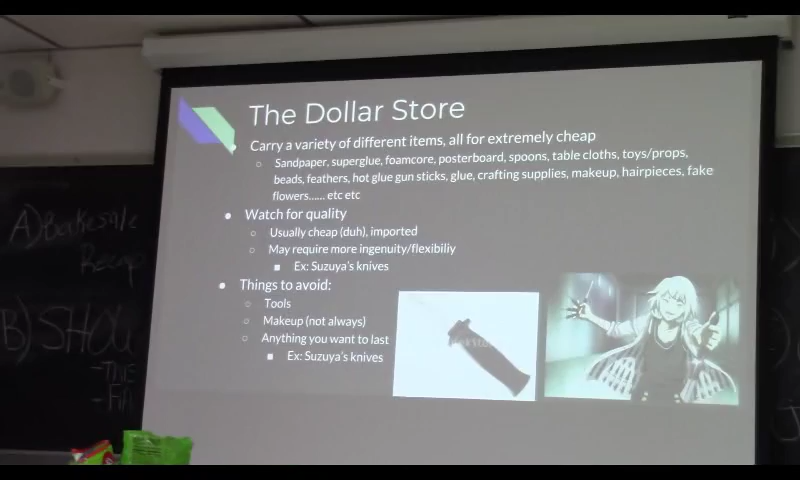 The Dollar Store
Carry a variety of different items, all for extremely cheap
Sandpaper, superglue, foamcore, posterboard, spoons, table cloths, toys/props,
beads, feathers, hot glue gun sticks, glue, crafting supplies, makeup, hairpieces, fake
flowers...... etc etc
Watch for quality
Usually cheap (duh), imported
May require more ingenuity/flexibiliy
Ex: Suzuya's knives
Things to avoid:
Tools
Makeup (not always)
Anything you want to last
Ex: Suzuya's knives
A) bakesale
Recap
B) SHOU